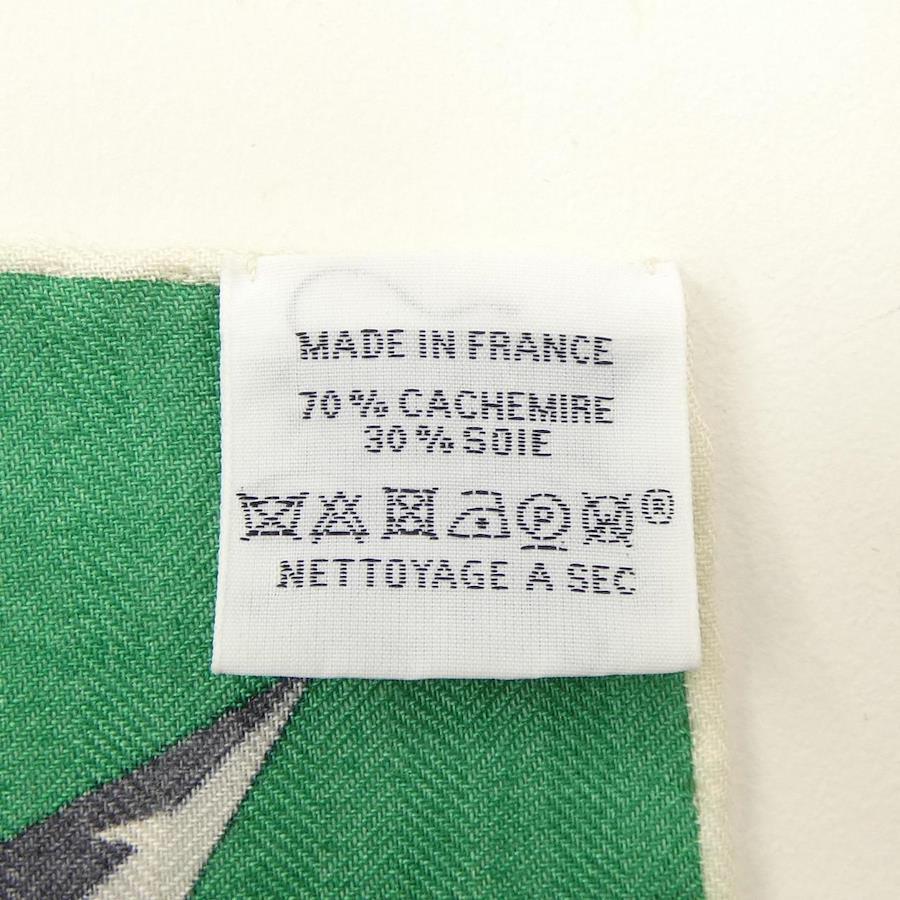 MADE IN FRANCE
70% CACHEMIRE
30% SOIE
P ®
NETTOYAGE A SEC